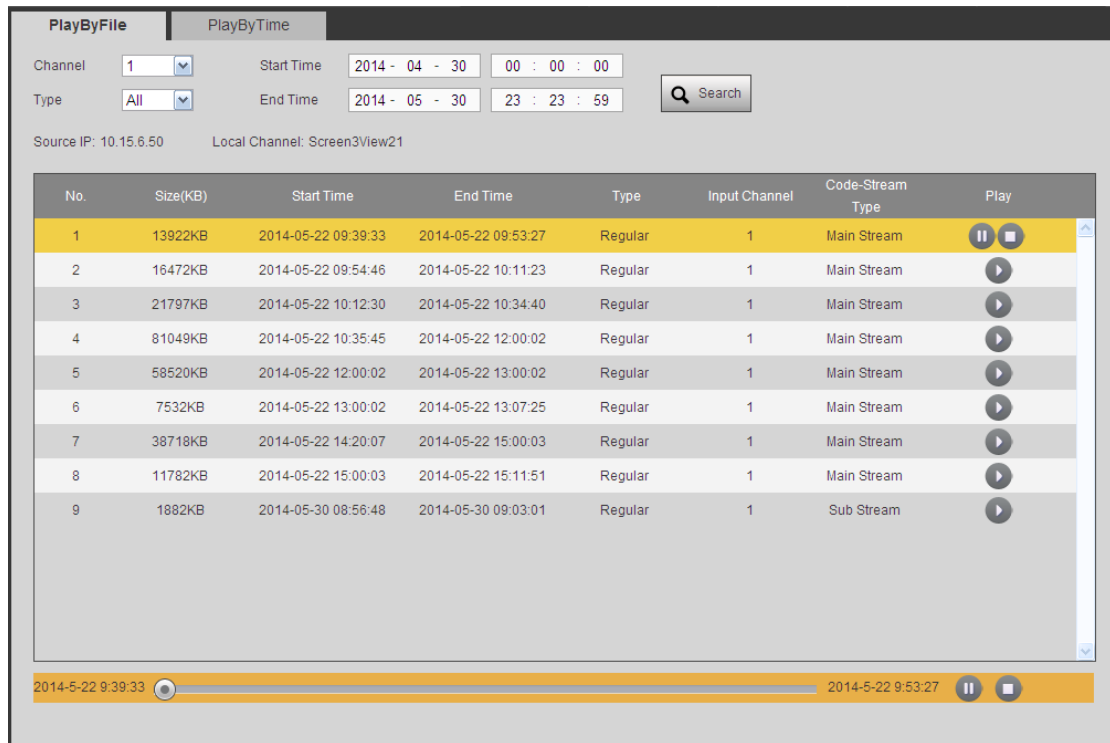 PlayByFile PlayByTime
Channel 1 Start Time 2014 - 04 - 30 00 : 00 : 00
Search
Type All End Time 2014 - 05 - 30 23 : 23 : 59
Source IP: 10.15.6.50 Local Channel: Screen3View21
No. Size(KB) Start Time End Time Type Input Channel Code-Stream Type Play
1 13922KB 2014-05-22 09:39:33 2014-05-22 09:53:27 Regular 1 Main Stream
2 16472KB 2014-05-22 09:54:46 2014-05-22 10:11:23 Regular 1 Main Stream
3 21797KB 2014-05-22 10:12:30 2014-05-22 10:34:40 Regular 1 Main Stream
4 81049KB 2014-05-22 10:35:45 2014-05-22 12:00:02 Regular 1 Main Stream
5 58520KB 2014-05-22 12:00:02 2014-05-22 13:00:02 Regular 1 Main Stream
6 7532KB 2014-05-22 13:00:02 2014-05-22 13:07:25 Regular 1 Main Stream
7 38718KB 2014-05-22 14:20:07 2014-05-22 15:00:03 Regular 1 Main Stream
8 11782KB 2014-05-22 15:00:03 2014-05-22 15:11:51 Regular 1 Main Stream
9 1882KB 2014-05-30 08:56:48 2014-05-30 09:03:01 Regular 1 Sub Stream
2014-5-22 9:39:33 2014-5-22 9:53:27